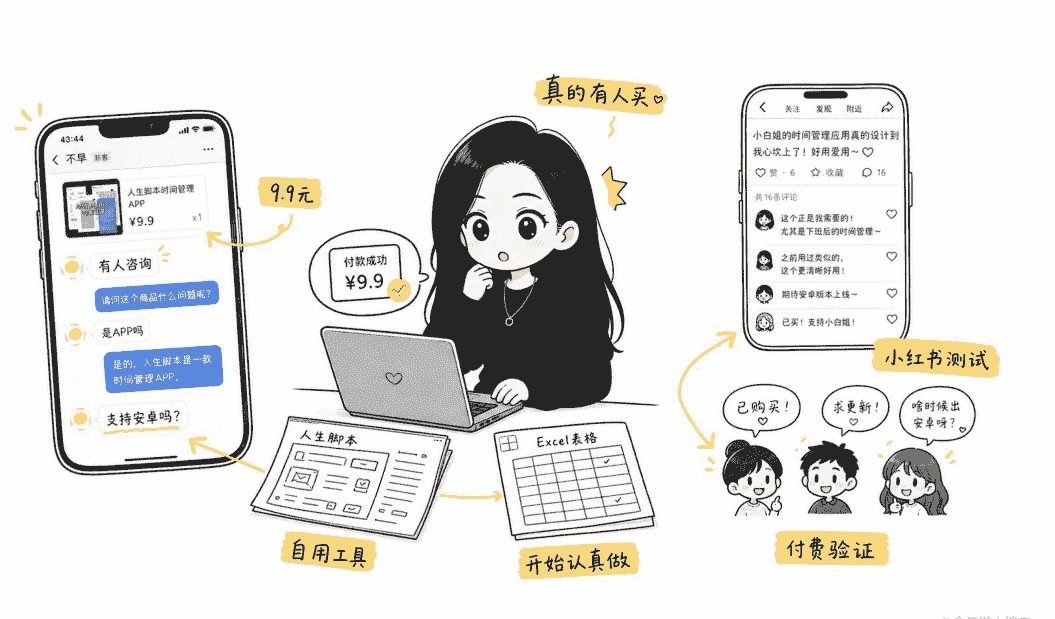 真的有人买
43:44
不早 新客
人生脚本时间管理
APP
¥9.9
x1
9.9元
有人咨询
请问这个商品什么问题呢?
是APP吗
是的,人生脚本是一款
时间管理APP。
支持安卓吗?
付款成功
¥9.9
关注 发现 附近
小白姐的时间管理应用真的设计到
我心坎上了!好用爱用~
赞 · 6 收藏 16
共16条评论
这个正是我需要的!
尤其是下班后的时间管理~
之前用过类似的,
这个更清晰好用!
期待安卓版本上线~
已买!支持小白姐!
小红书测试
人生脚本
Excel表格
自用工具
开始认真做
已购买!
求更新!
啥时候出
安卓呀?
付费验证